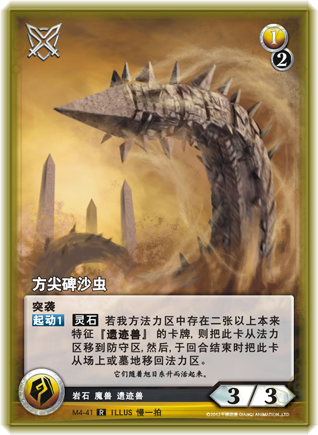 I
2
方尖碑沙虫
突袭
起动1 灵石 若我方法力区中存在二张以上本来
特征『遗迹兽』的卡牌,则把此卡从法力
区移到防守区,然后,于回合结束时把此卡
从场上或墓地移回法力区。
它们随旭日东升而活起来。
岩石 魔兽 遗迹兽
3 / 3
M4-41 R ILLUS 慢一拍